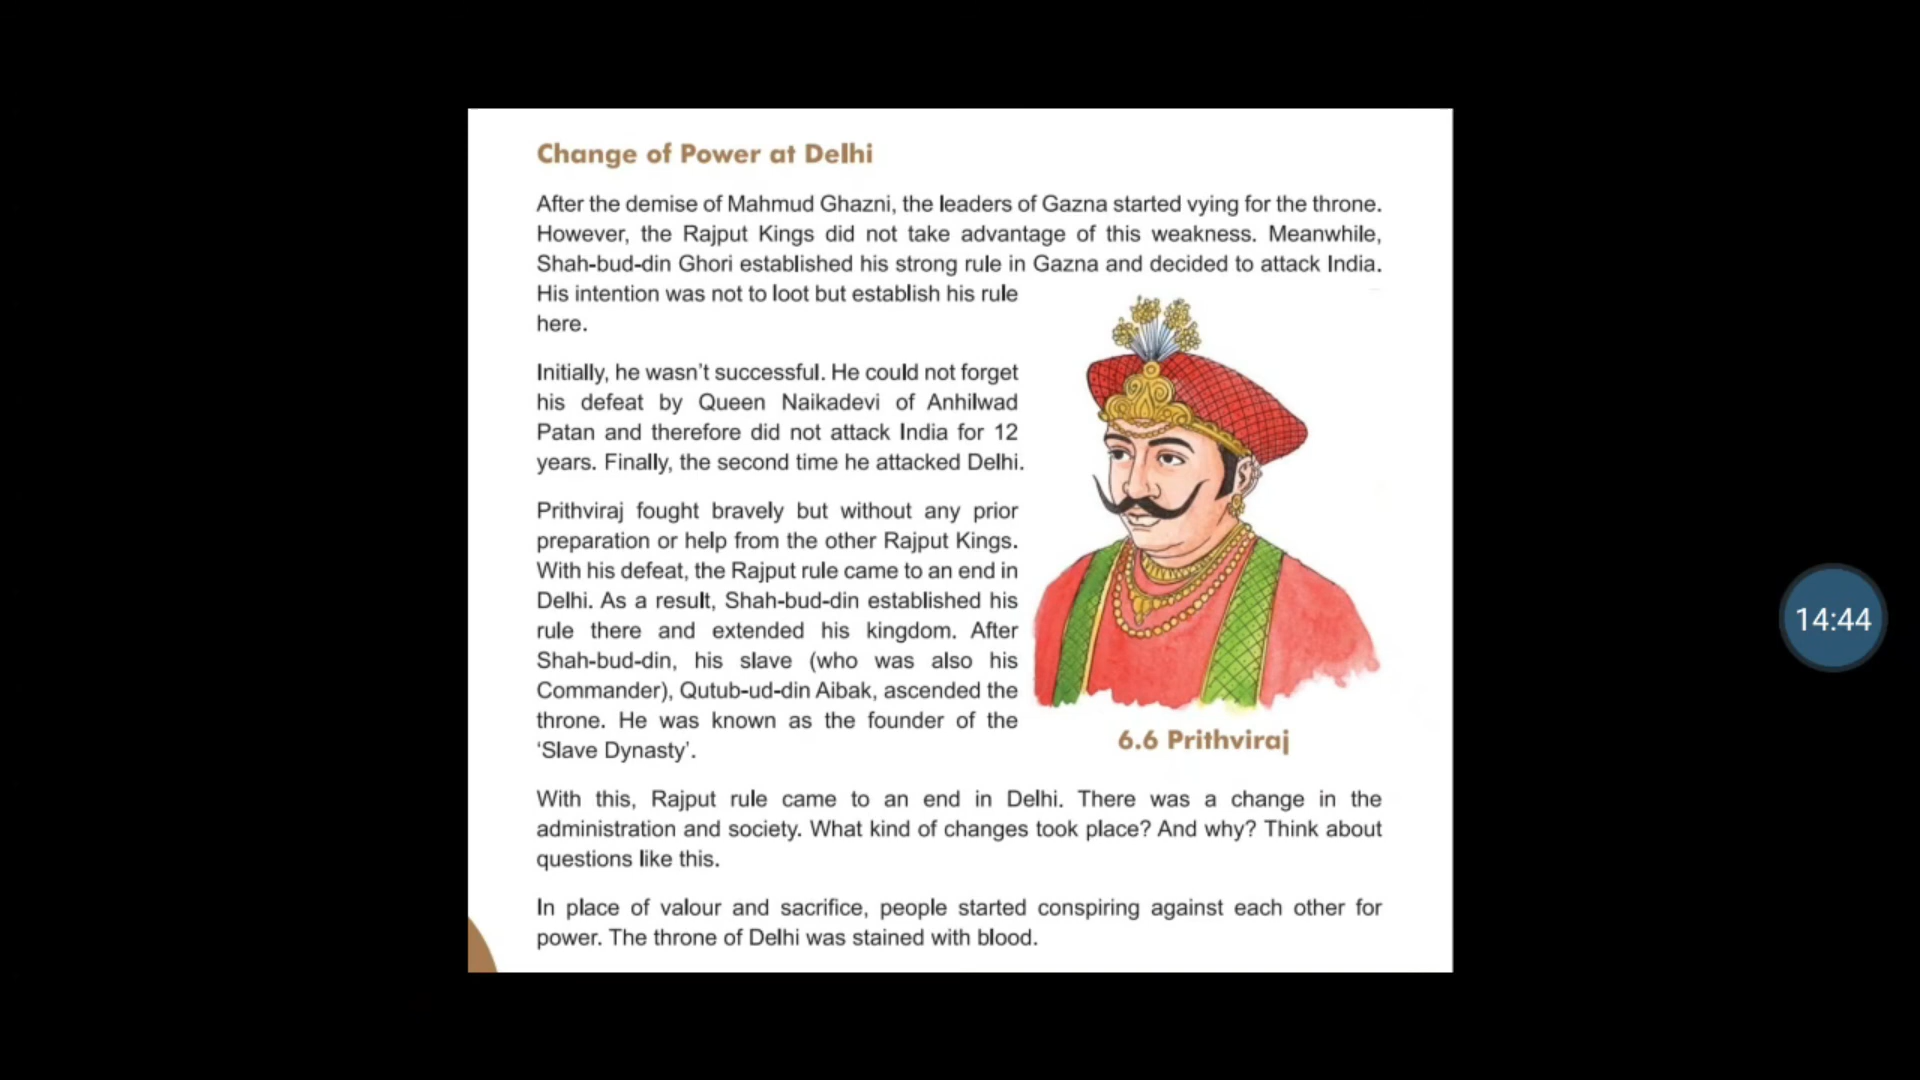 Change of Power at Delhi
After the demise of Mahmud Ghazni, the leaders of Gazna started vying for the throne.
However, the Rajput Kings did not take advantage of this weakness. Meanwhile,
Shah-bud-din Ghori established his strong rule in Gazna and decided to attack India.
His intention was not to loot but establish his rule
here.
Initially, he wasn't successful. He could not forget
his defeat by Queen Naikadevi of Anhilwad
Patan and therefore did not attack India for 12
years. Finally, the second time he attacked Delhi.
Prithviraj fought bravely but without any prior
preparation or help from the other Rajput Kings.
With his defeat, the Rajput rule came to an end in
Delhi. As a result, Shah-bud-din established his
rule there and extended his kingdom. After
Shah-bud-din, his slave (who was also his
Commander), Qutub-ud-din Aibak, ascended the
throne. He was known as the founder of the
‘Slave Dynasty’.
6.6 Prithviraj
With this, Rajput rule came to an end in Delhi. There was a change in the
administration and society. What kind of changes took place? And why? Think about
questions like this.
In place of valour and sacrifice, people started conspiring against each other for
power. The throne of Delhi was stained with blood.
14:44